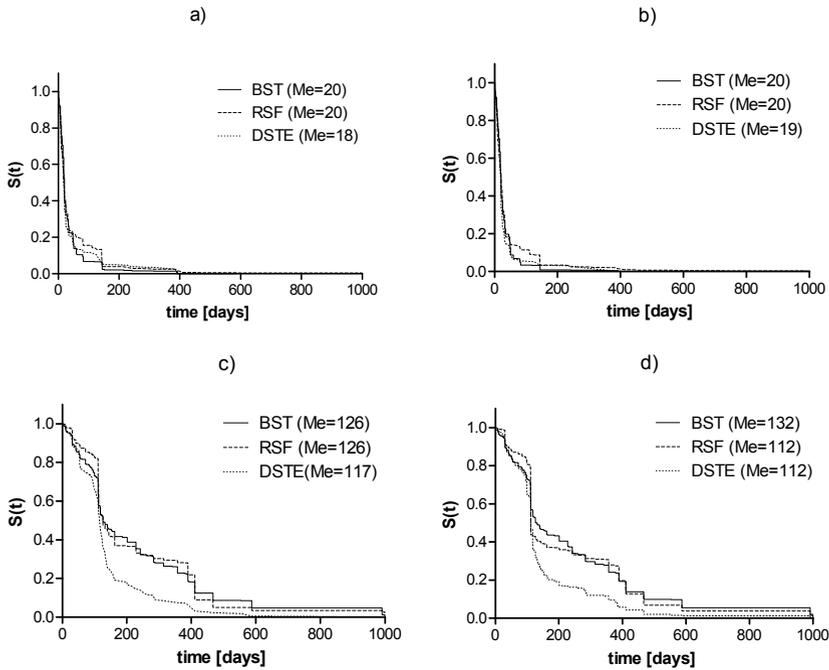 a)
BST (Me=20)
RSF (Me=20)
DSTE (Me=18)
S(t)
1.0
0.8
0.6
0.4
0.2
0.0
0 200 400 600 800 1000
time [days]
b)
BST (Me=20)
RSF (Me=20)
DSTE (Me=19)
S(t)
1.0
0.8
0.6
0.4
0.2
0.0
0 200 400 600 800 1000
time [days]
c)
BST (Me=126)
RSF (Me=126)
DSTE(Me=117)
S(t)
1.0
0.8
0.6
0.4
0.2
0.0
0 200 400 600 800 1000
time [days]
d)
BST (Me=132)
RSF (Me=112)
DSTE (Me=112)
S(t)
1.0
0.8
0.6
0.4
0.2
0.0
0 200 400 600 800 1000
time [days]